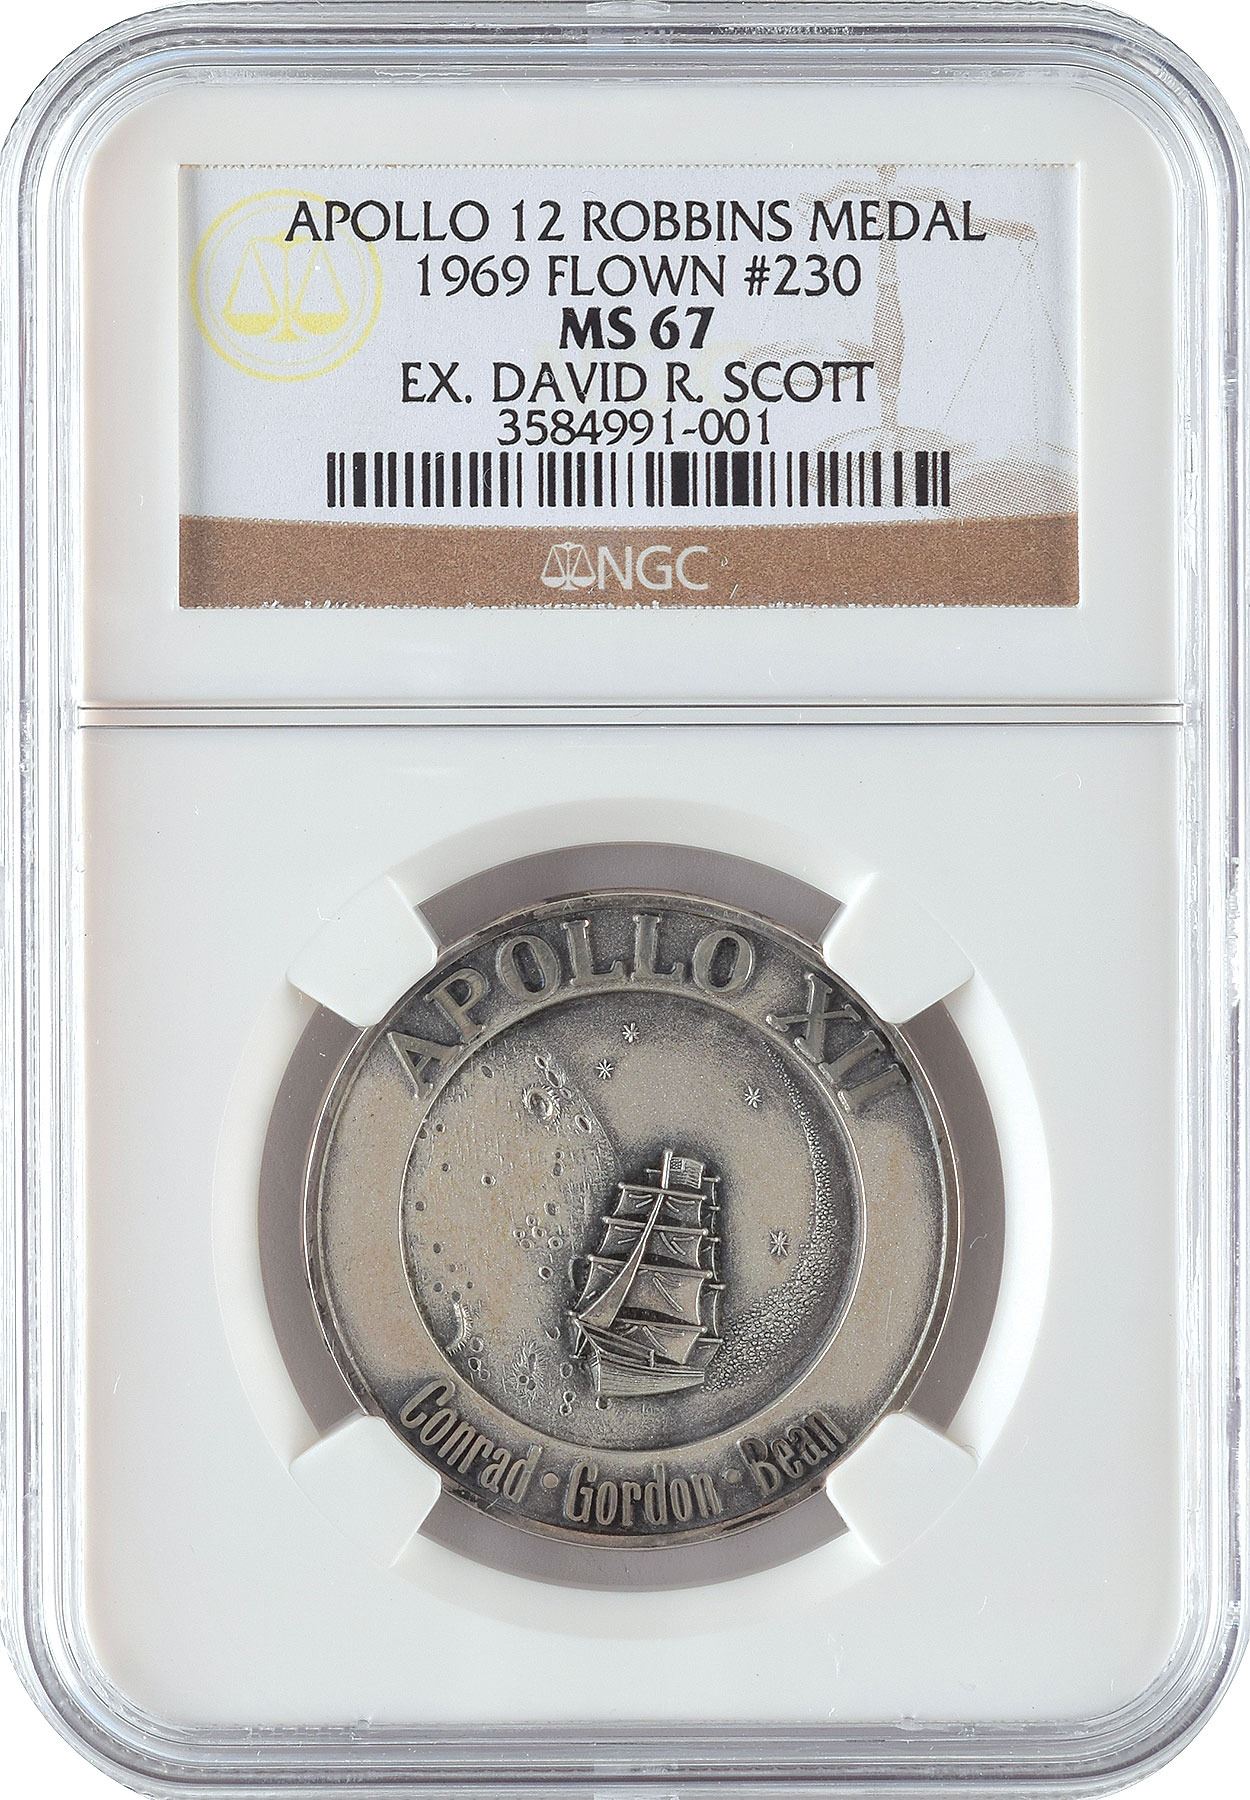 APOLLO 12 ROBBINS MEDAL
1969 FLOWN #230
MS 67
EX. DAVID R. SCOTT
3584991-001
NGC
APOLLO XII
Conrad · Gordon · Bean